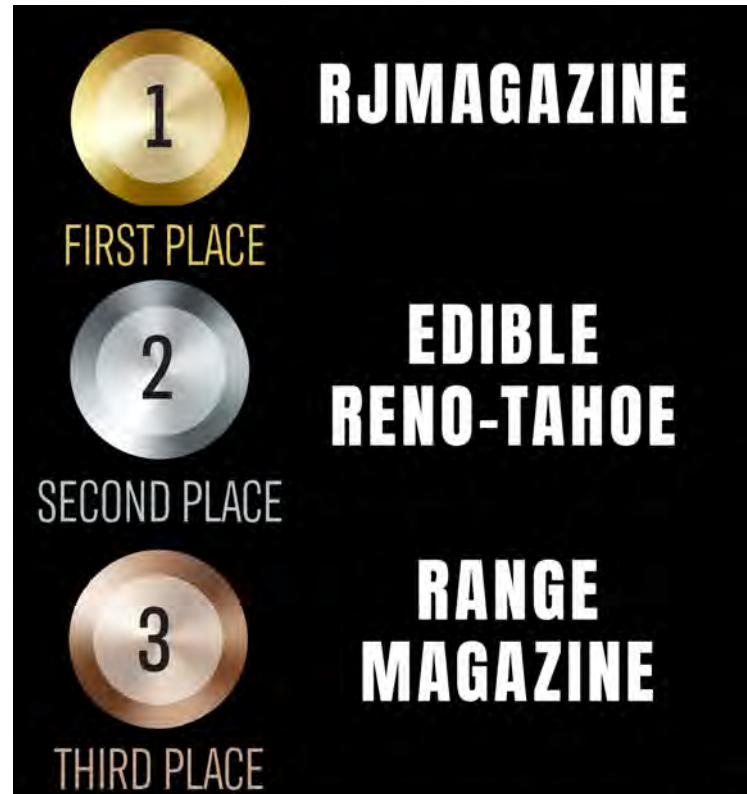 1
RJMAGAZINE
FIRST PLACE
2
EDIBLE
RENO-TAHOE
SECOND PLACE
3
RANGE
MAGAZINE
THIRD PLACE